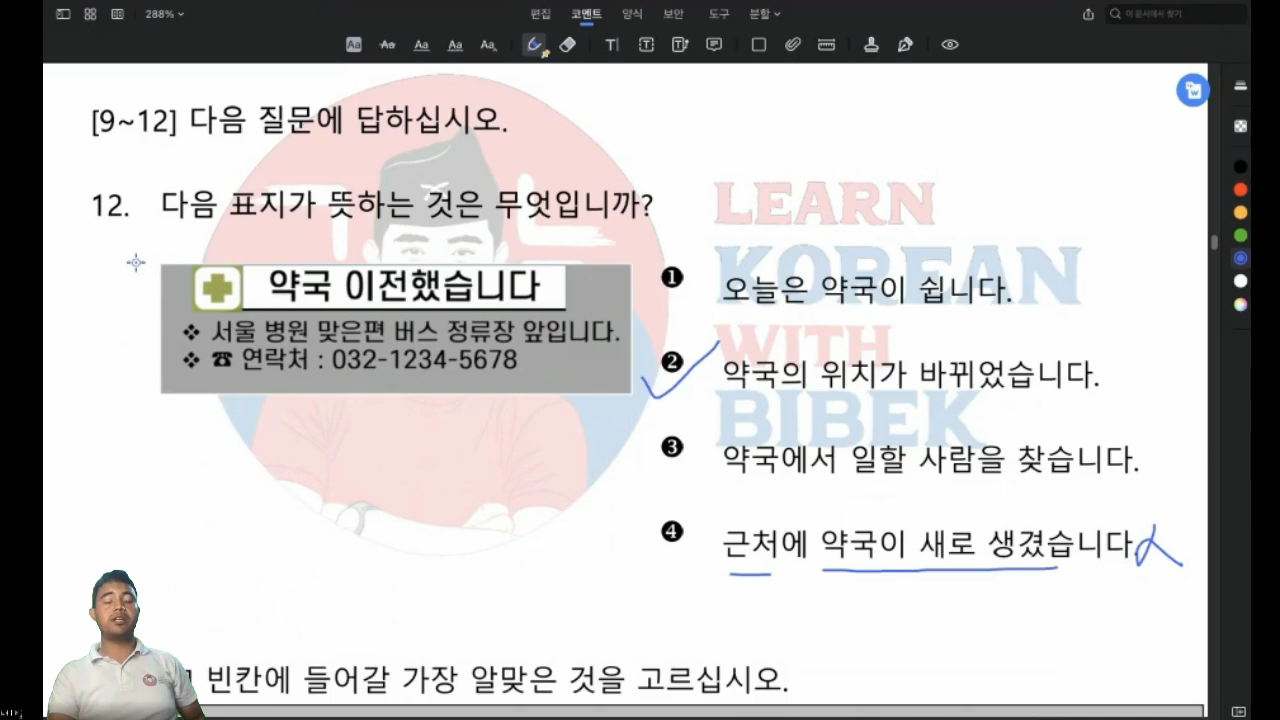 288%
편집 코멘트 양식 보안 도구 분할
이 문서에서 찾기
[9~12] 다음 질문에 답하십시오.
12. 다음 표지가 뜻하는 것은 무엇입니까?
약국 이전했습니다
❖ 서울 병원 맞은편 버스 정류장 앞입니다.
❖ ☎ 연락처 : 032-1234-5678
❶ 오늘은 약국이 쉽니다.
❷ 약국의 위치가 바뀌었습니다.
❸ 약국에서 일할 사람을 찾습니다.
❹ 근처에 약국이 새로 생겼습니다
LEARN
KOREAN
WITH
BIBEK
빈칸에 들어갈 가장 알맞은 것을 고르십시오.